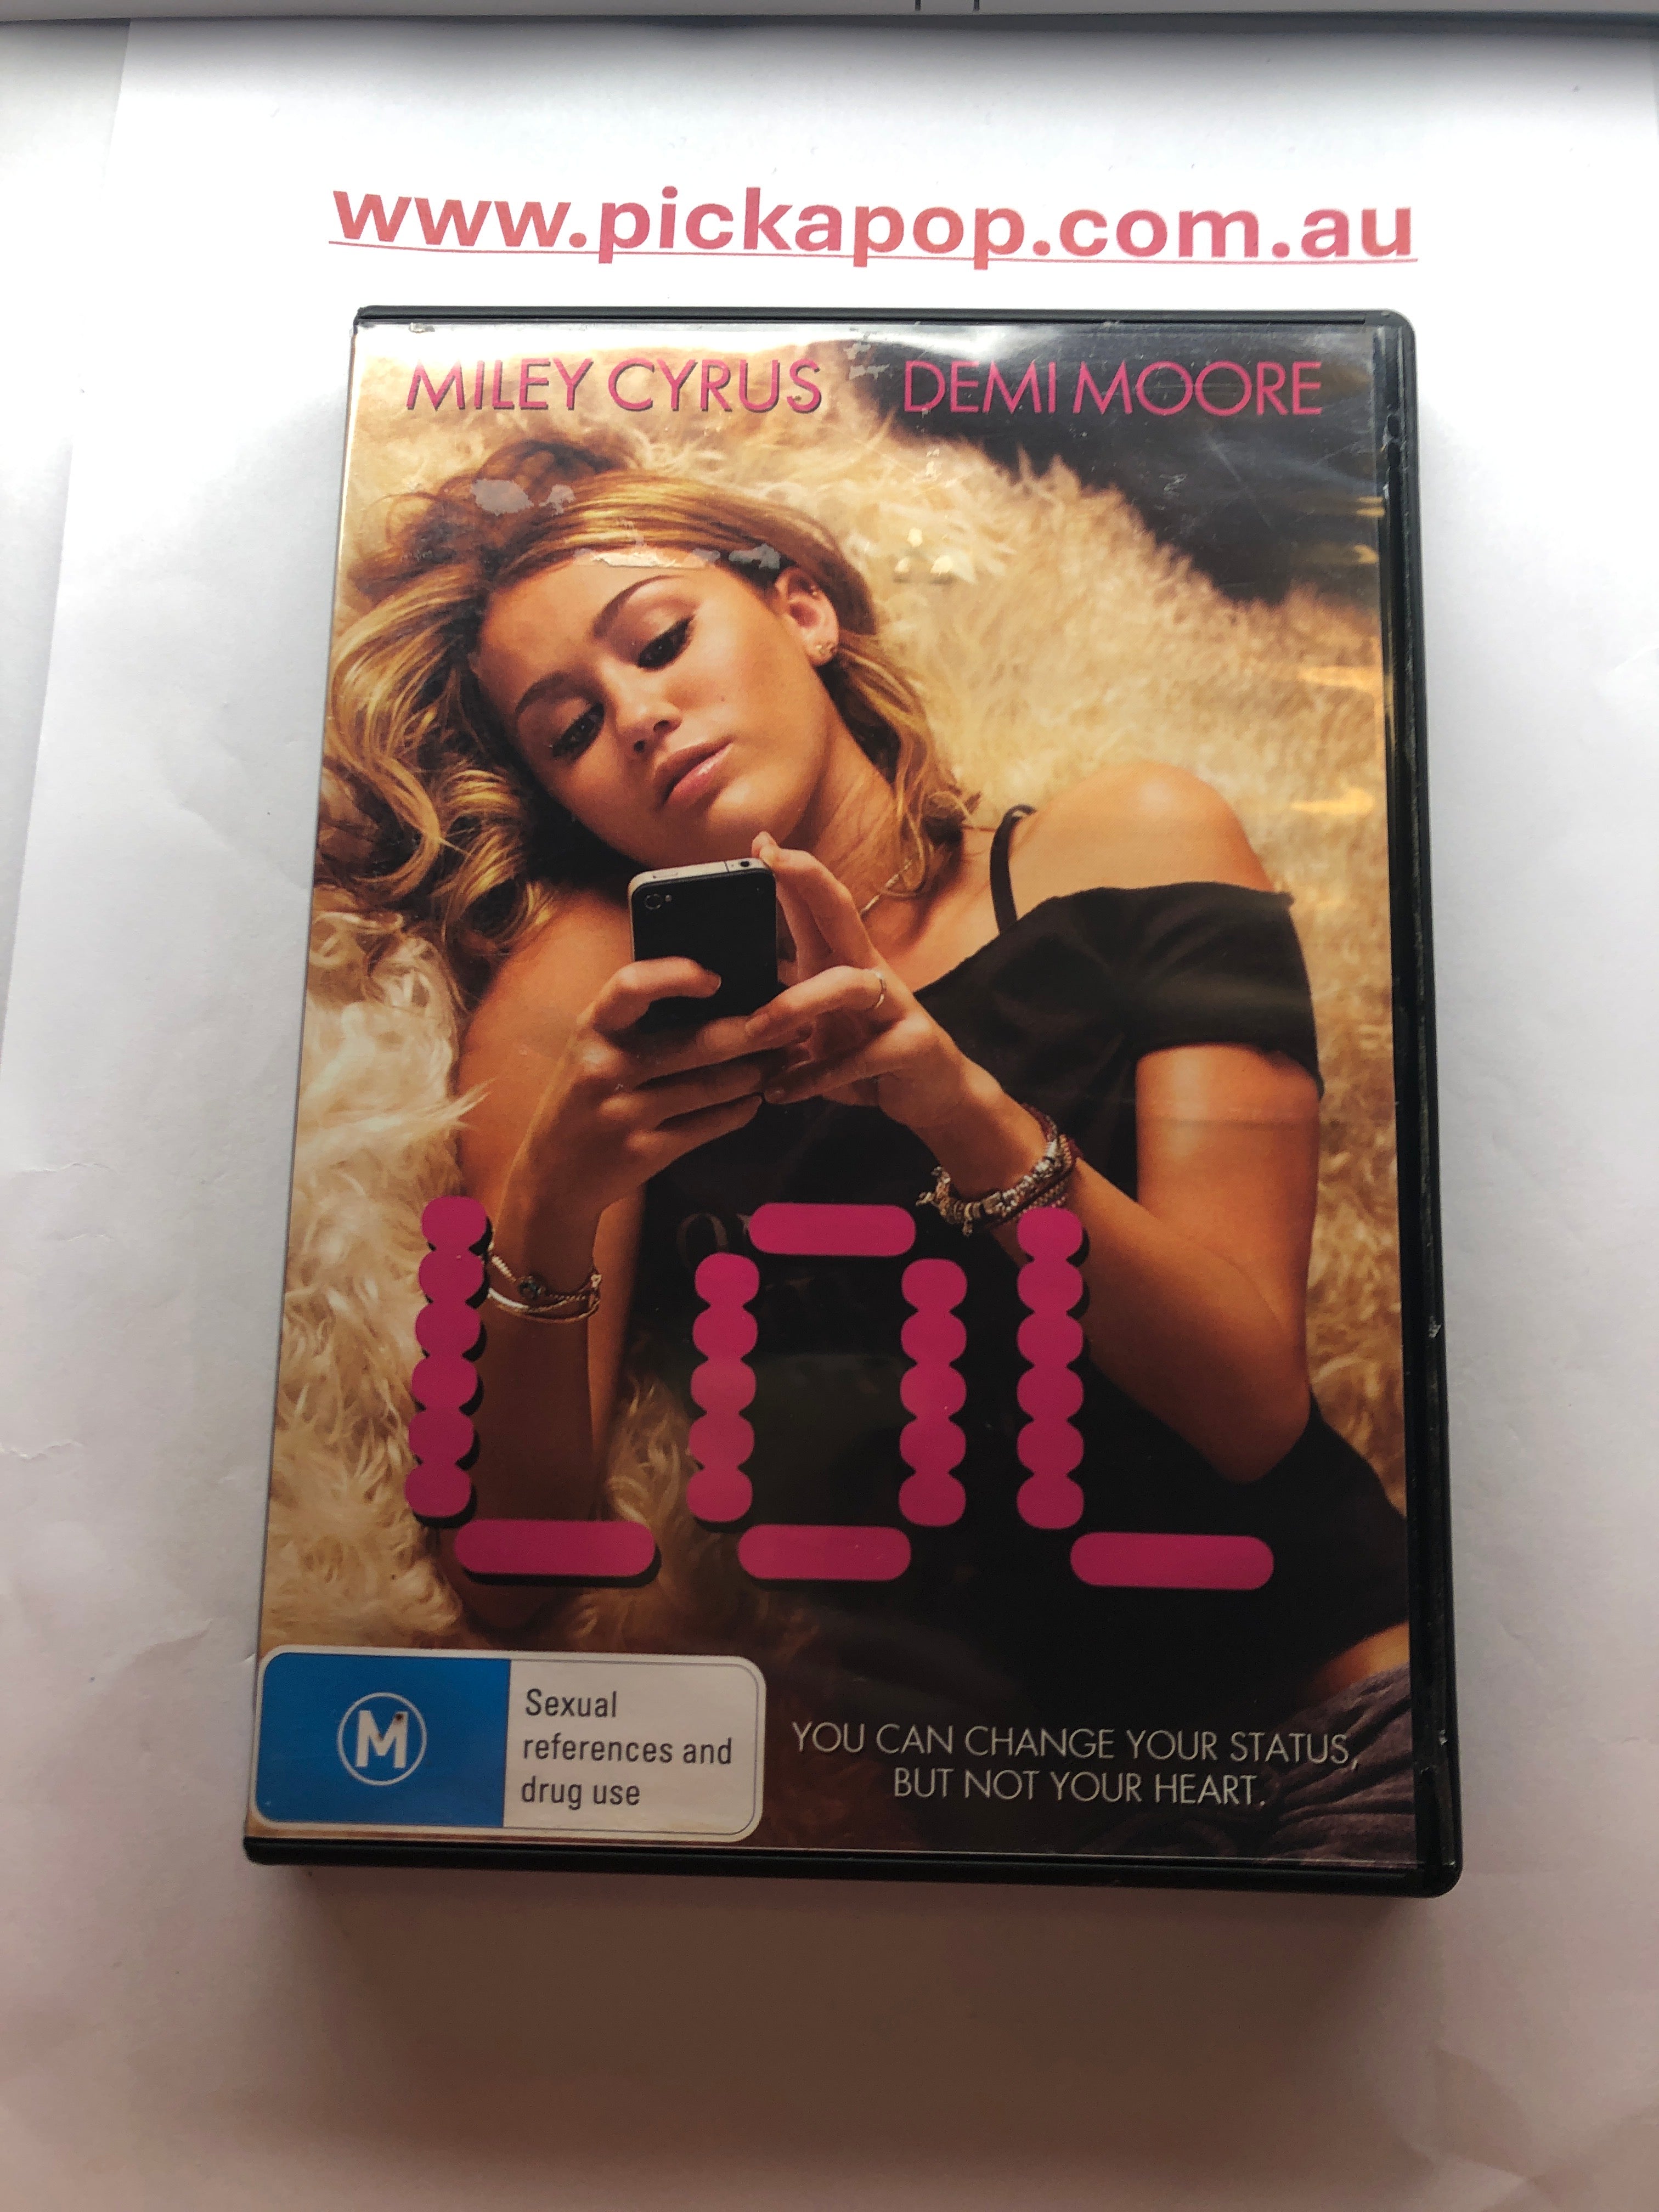 www.pickapop.com.au
MILEY CYRUS DEMI MOORE
LOL
M
Sexual
references and
drug use
YOU CAN CHANGE YOUR STATUS,
BUT NOT YOUR HEART.